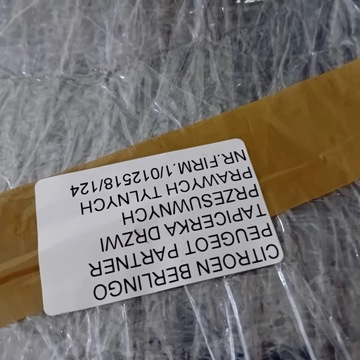 CITROEN BERLINGO
PEUGEOT PARTNER
TAPICERKA DRZWI
PRZESUWNYCH
PRAWYCH TYLNYCH
NR.FIRM.1/012518/124